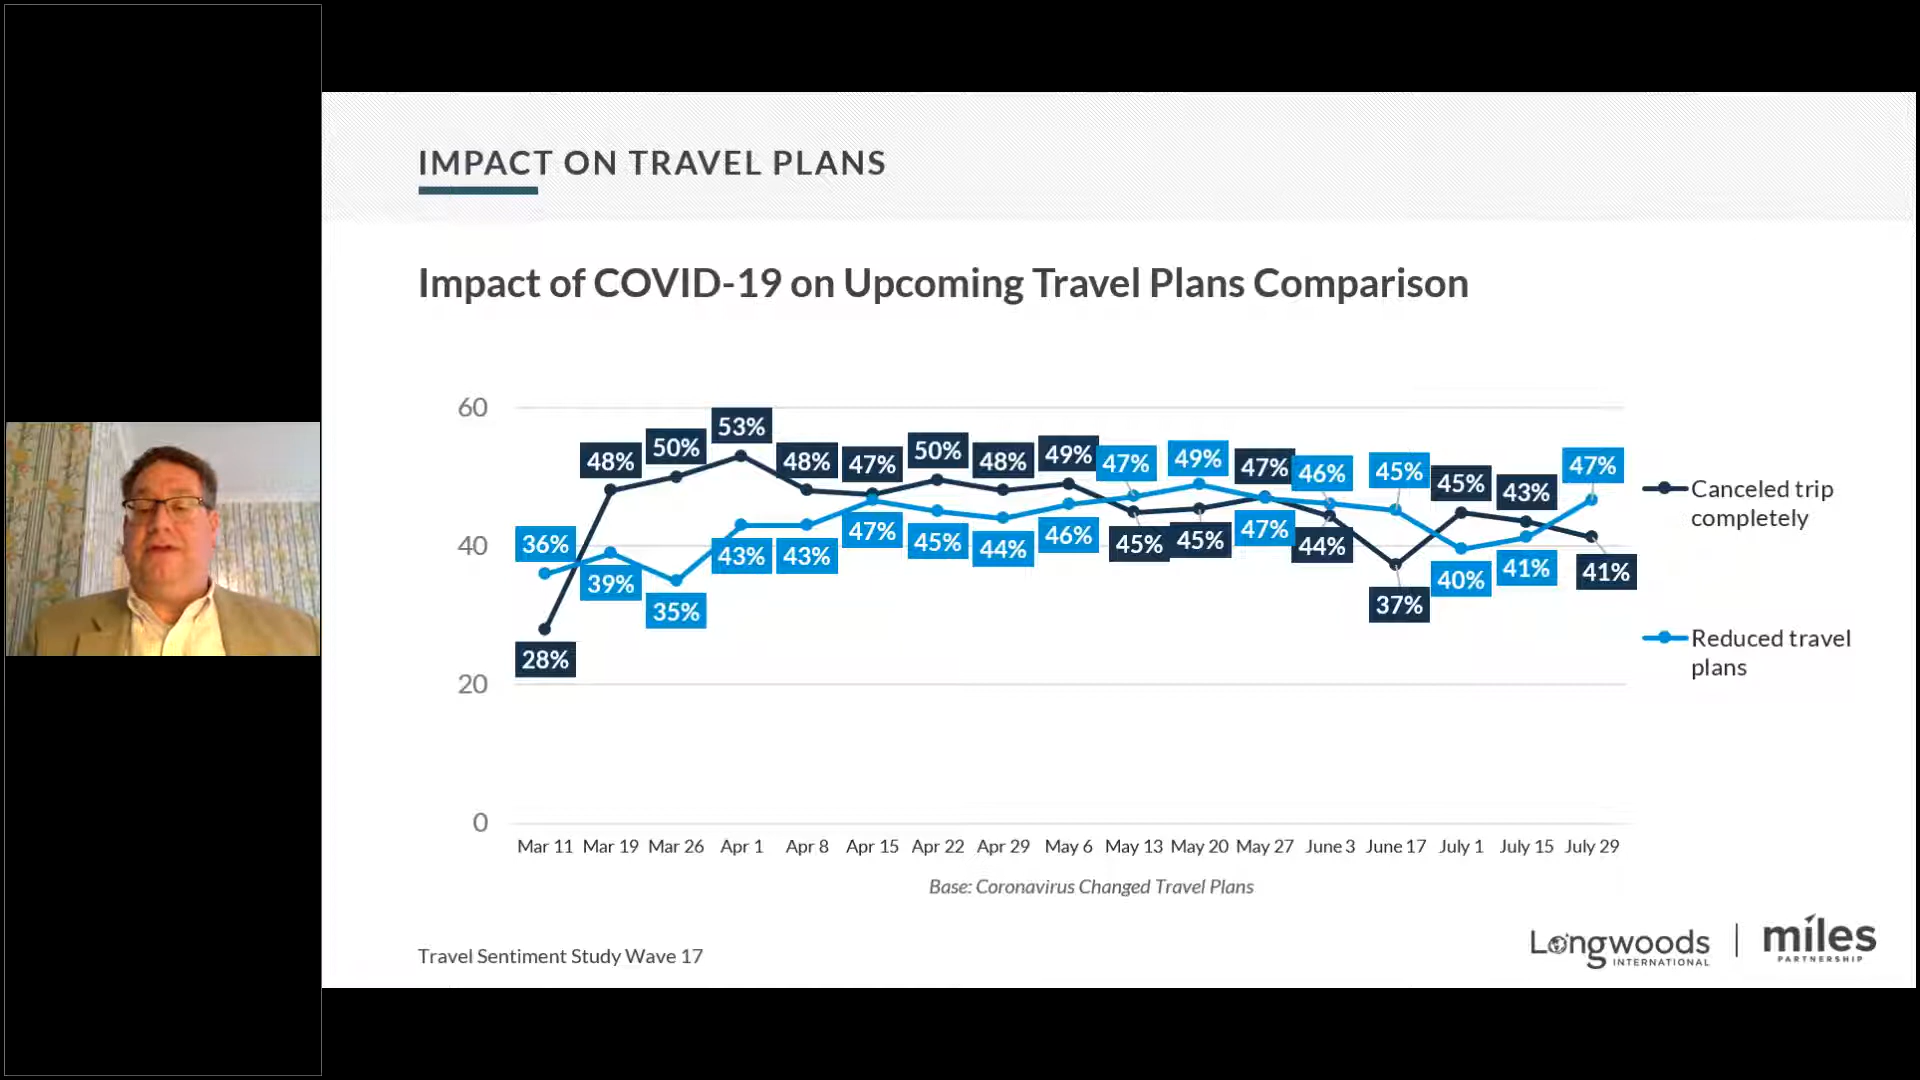 IMPACT ON TRAVEL PLANS
Impact of COVID-19 on Upcoming Travel Plans Comparison
60
53%
50%
48%
48%
47%
50%
48%
49%
47%
49%
47%
46%
45%
45%
43%
47%
Canceled trip
completely
40
36%
39%
35%
43%
43%
47%
45%
44%
46%
45%
45%
47%
44%
37%
40%
41%
41%
28%
Reduced travel
plans
20
0
Mar 11 Mar 19 Mar 26 Apr 1 Apr 8 Apr 15 Apr 22 Apr 29 May 6 May 13 May 20 May 27 June 3 June 17 July 1 July 15 July 29
Base: Coronavirus Changed Travel Plans
Travel Sentiment Study Wave 17
Longwoods
INTERNATIONAL
miles
PARTNERSHIP